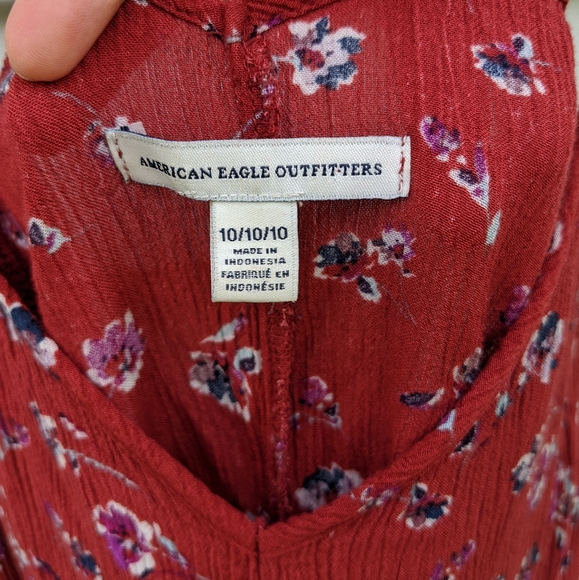 AMERICAN EAGLE OUTFITTERS
10/10/10
MADE IN
INDONESIA
FABRIQUÉ EN
INDONÉSIE